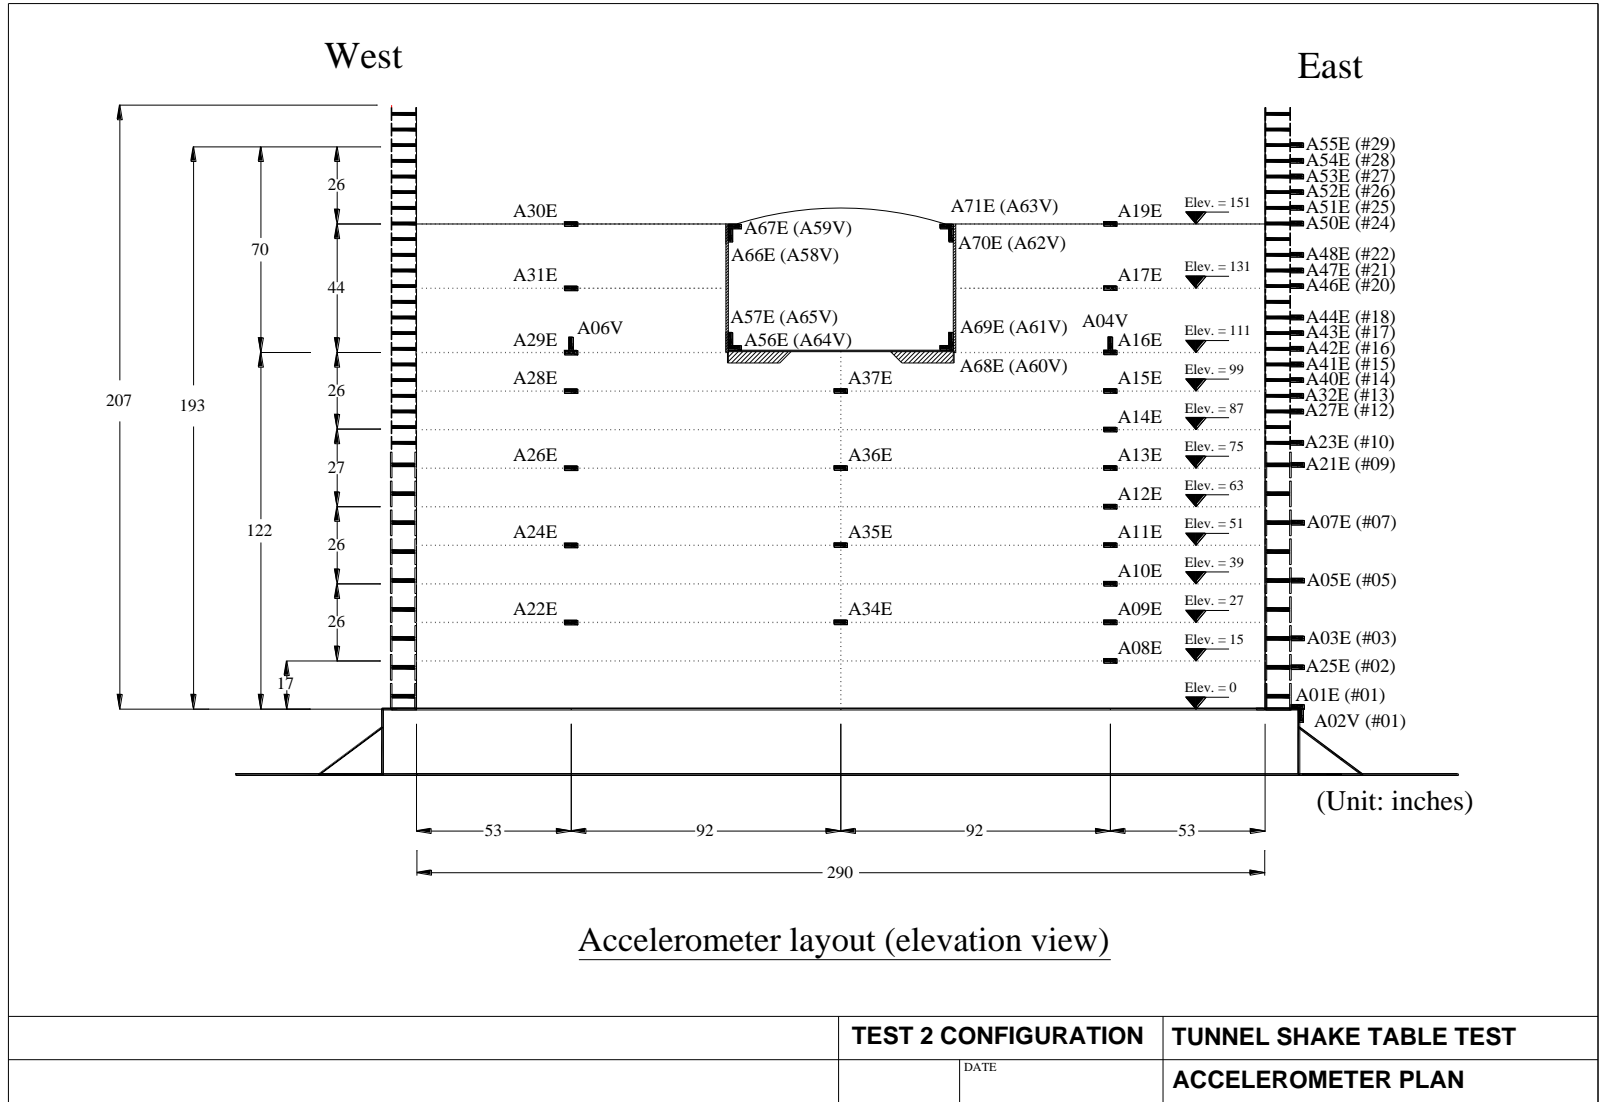 West
East
A55E (#29)
A54E (#28)
26
A53E (#27)
A52E (#26)
A30E
A71E (A63V)
A19E
Elev. = 151
A51E (#25)
A50E (#24)
A67E (A59V)
A70E (A62V)
70
A66E (A58V)
A48E (#22)
A31E
A17E
Elev. = 131
A47E (#21)
44
A46E (#20)
A57E (A65V)
A06V
A69E (A61V)
A04V
A44E (#18)
A29E
A56E (A64V)
A16E
Elev. = 111
A43E (#17)
A42E (#16)
A68E (A60V)
A41E (#15)
A28E
A37E
A15E
Elev. = 99
A40E (#14)
207
193
26
A32E (#13)
A14E
Elev. = 87
A27E (#12)
A23E (#10)
A26E
A36E
A13E
Elev. = 75
27
A21E (#09)
A12E
Elev. = 63
122
A24E
A35E
A11E
Elev. = 51
A07E (#07)
26
A10E
Elev. = 39
A05E (#05)
A22E
A34E
A09E
Elev. = 27
26
A08E
Elev. = 15
A03E (#03)
A25E (#02)
17
Elev. = 0
A01E (#01)
A02V (#01)
(Unit: inches)
53
92
92
53
290
Accelerometer layout (elevation view)
TEST 2 CONFIGURATION
TUNNEL SHAKE TABLE TEST
DATE
ACCELEROMETER PLAN